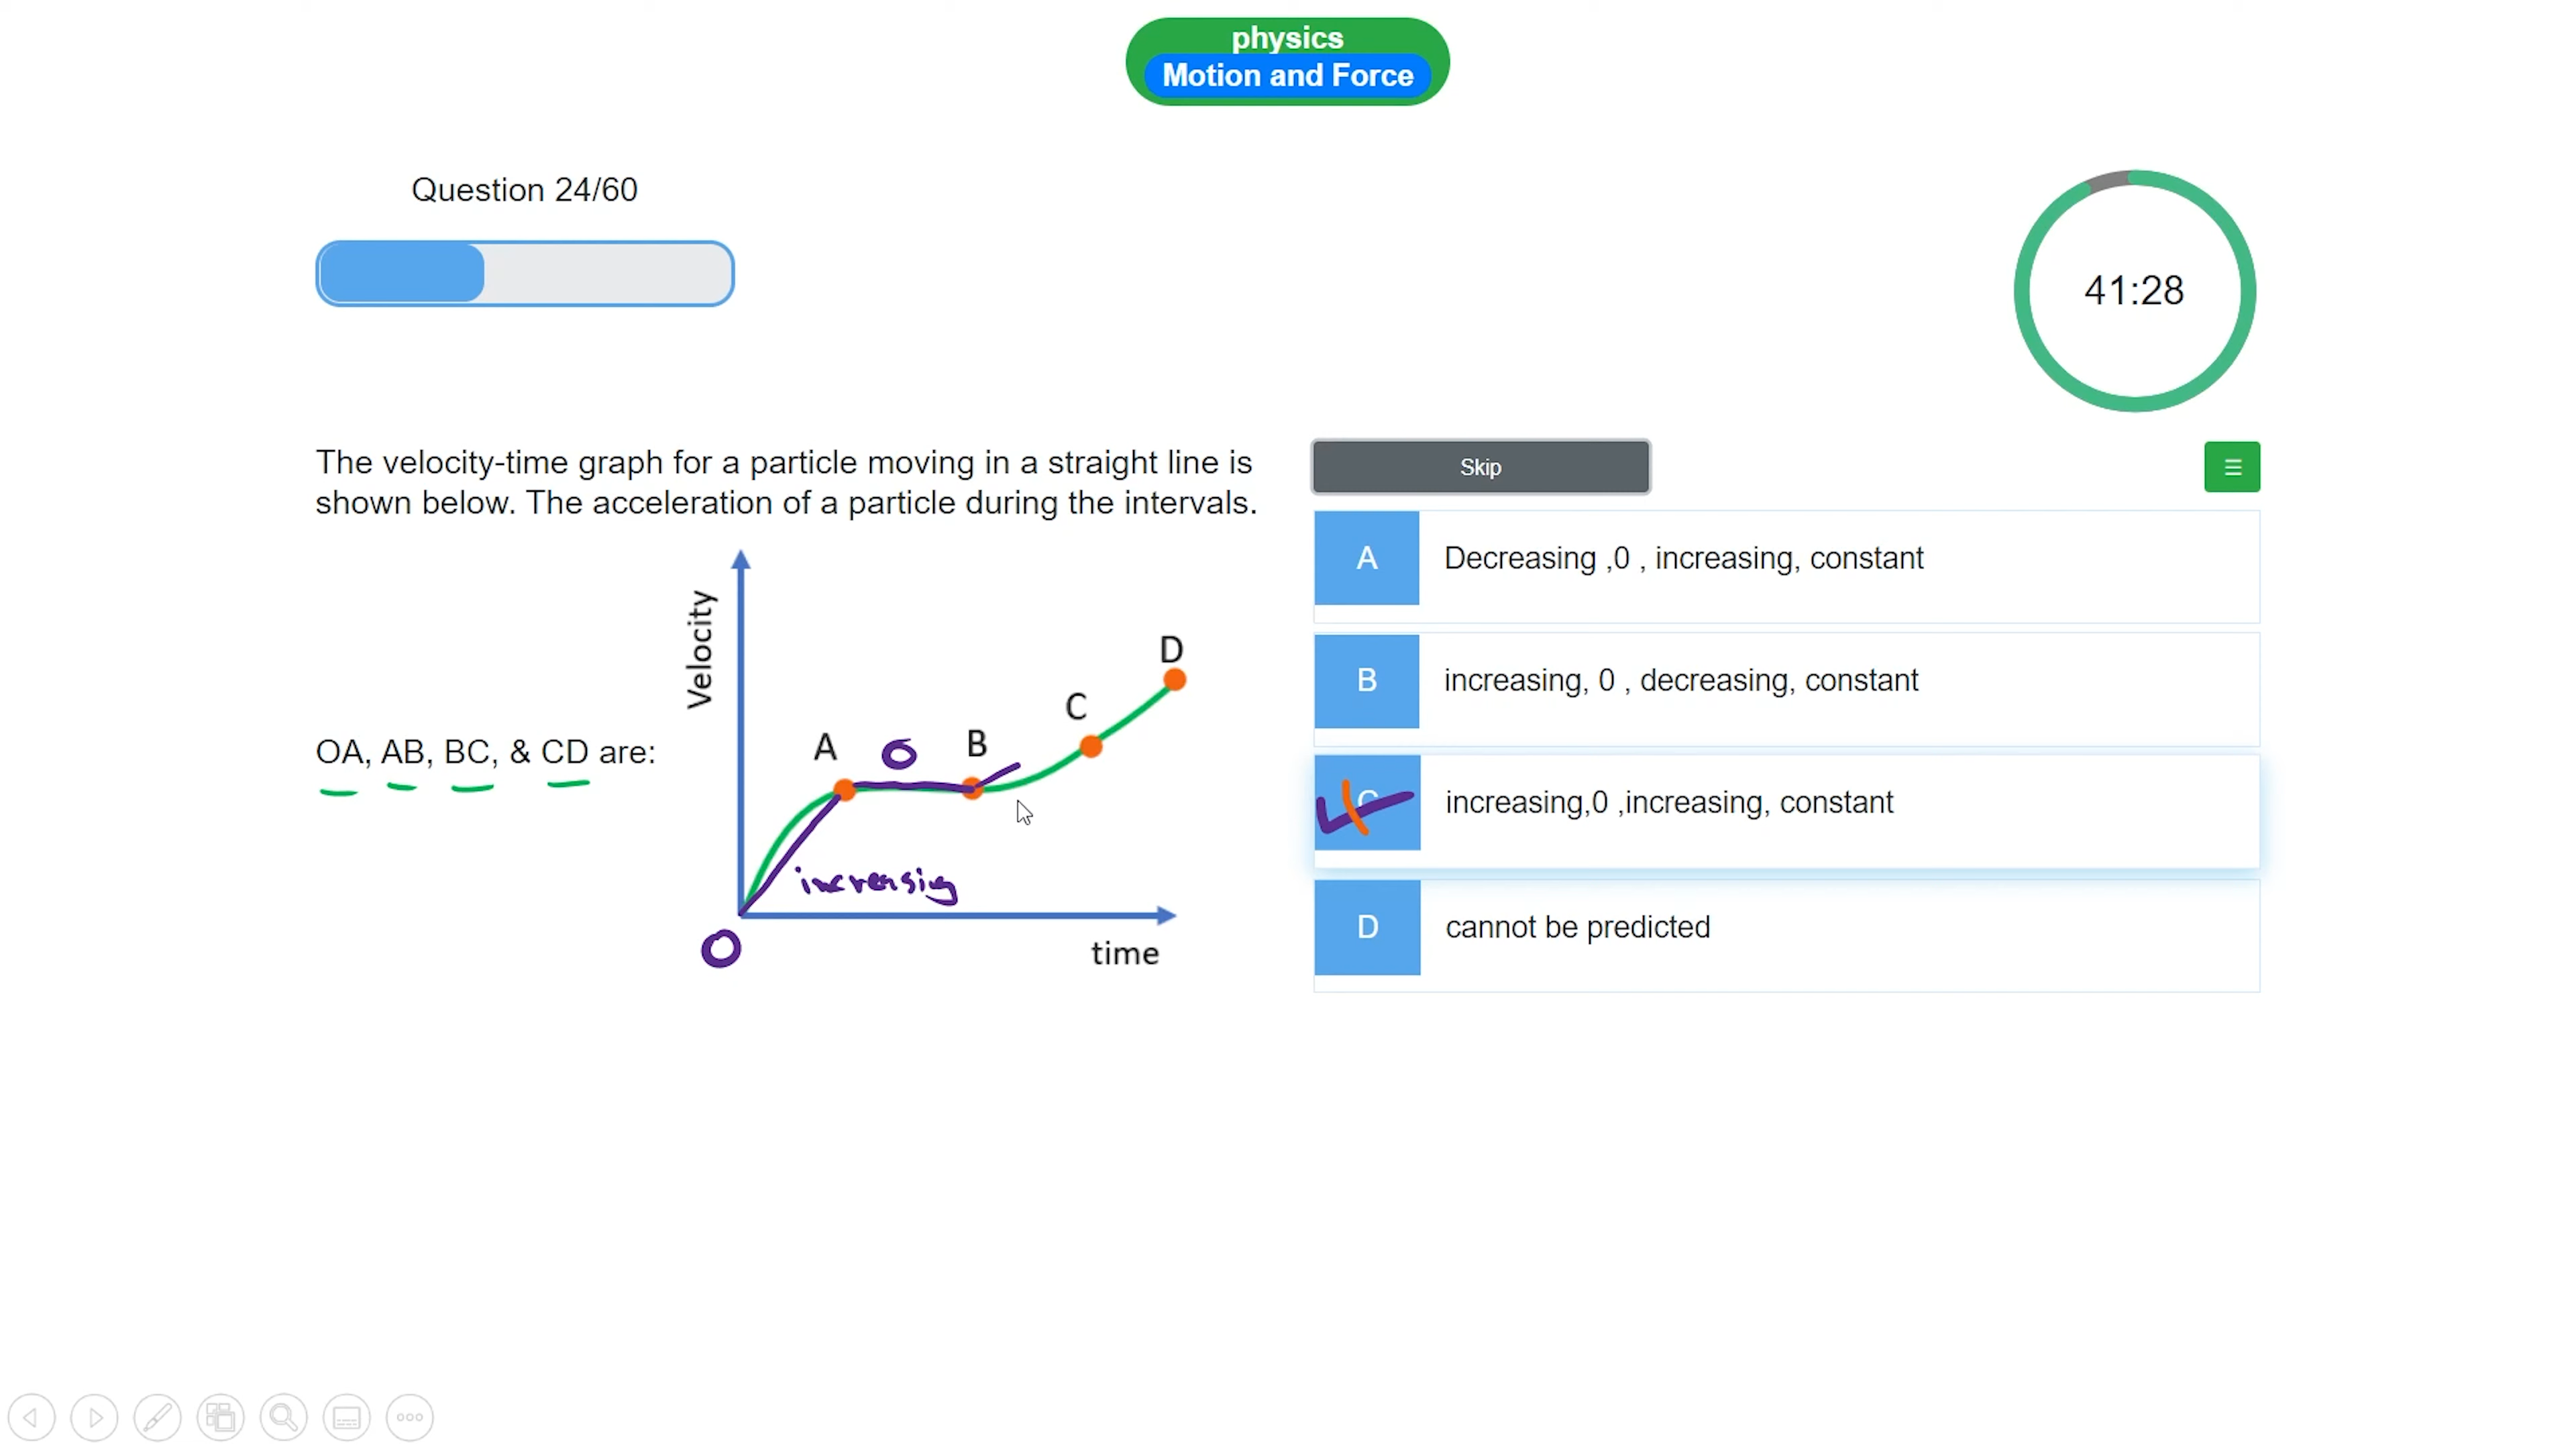 physics
Motion and Force
Question 24/60
41:28
The velocity-time graph for a particle moving in a straight line is
shown below. The acceleration of a particle during the intervals.
Velocity
D
C
A
O
B
OA, AB, BC, & CD are:
increasing
O
time
Skip
A
Decreasing ,0 , increasing, constant
B
increasing, 0 , decreasing, constant
C
increasing,0 ,increasing, constant
D
cannot be predicted